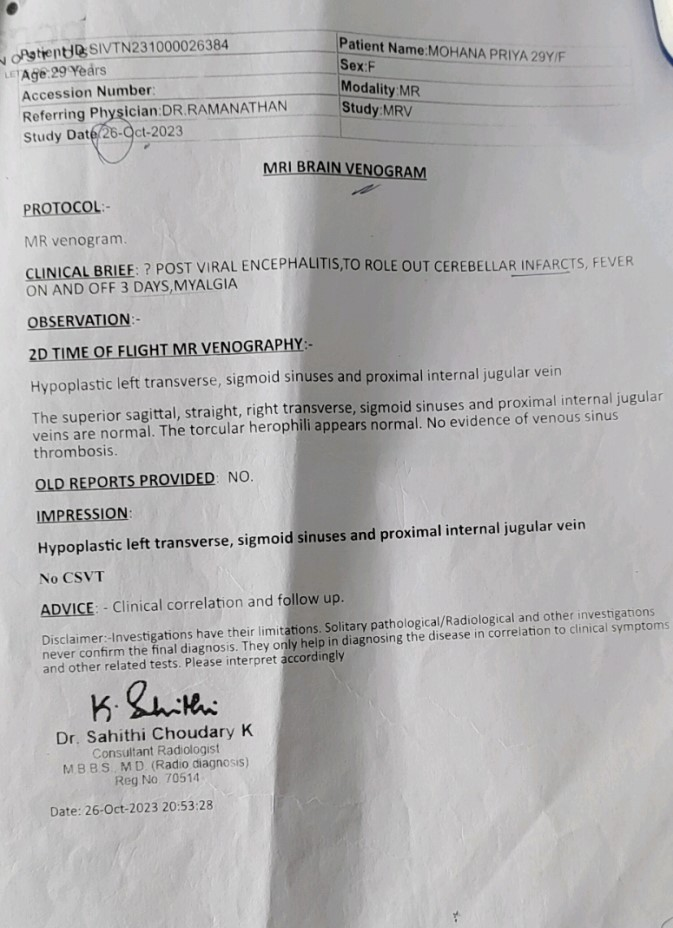 Patient ID: SIVTN231000026384
Patient Name:MOHANA PRIYA 29Y/F
Age:29 Years
Sex:F
Accession Number:
Modality:MR
Referring Physician:DR.RAMANATHAN
Study:MRV
Study Date:26-Oct-2023
MRI BRAIN VENOGRAM
PROTOCOL:-
MR venogram.
CLINICAL BRIEF: ? POST VIRAL ENCEPHALITIS,TO ROLE OUT CEREBELLAR INFARCTS, FEVER
ON AND OFF 3 DAYS,MYALGIA
OBSERVATION:-
2D TIME OF FLIGHT MR VENOGRAPHY:-
Hypoplastic left transverse, sigmoid sinuses and proximal internal jugular vein
The superior sagittal, straight, right transverse, sigmoid sinuses and proximal internal jugular
veins are normal. The torcular herophili appears normal. No evidence of venous sinus
thrombosis.
OLD REPORTS PROVIDED: NO.
IMPRESSION:
Hypoplastic left transverse, sigmoid sinuses and proximal internal jugular vein
No CSVT
ADVICE: - Clinical correlation and follow up.
Disclaimer:-Investigations have their limitations. Solitary pathological/Radiological and other investigations
never confirm the final diagnosis. They only help in diagnosing the disease in correlation to clinical symptoms
and other related tests. Please interpret accordingly
K. Sahithi
Dr. Sahithi Choudary K
Consultant Radiologist
M B B.S., M.D. (Radio diagnosis)
Reg No. 70514
Date: 26-Oct-2023 20:53:28